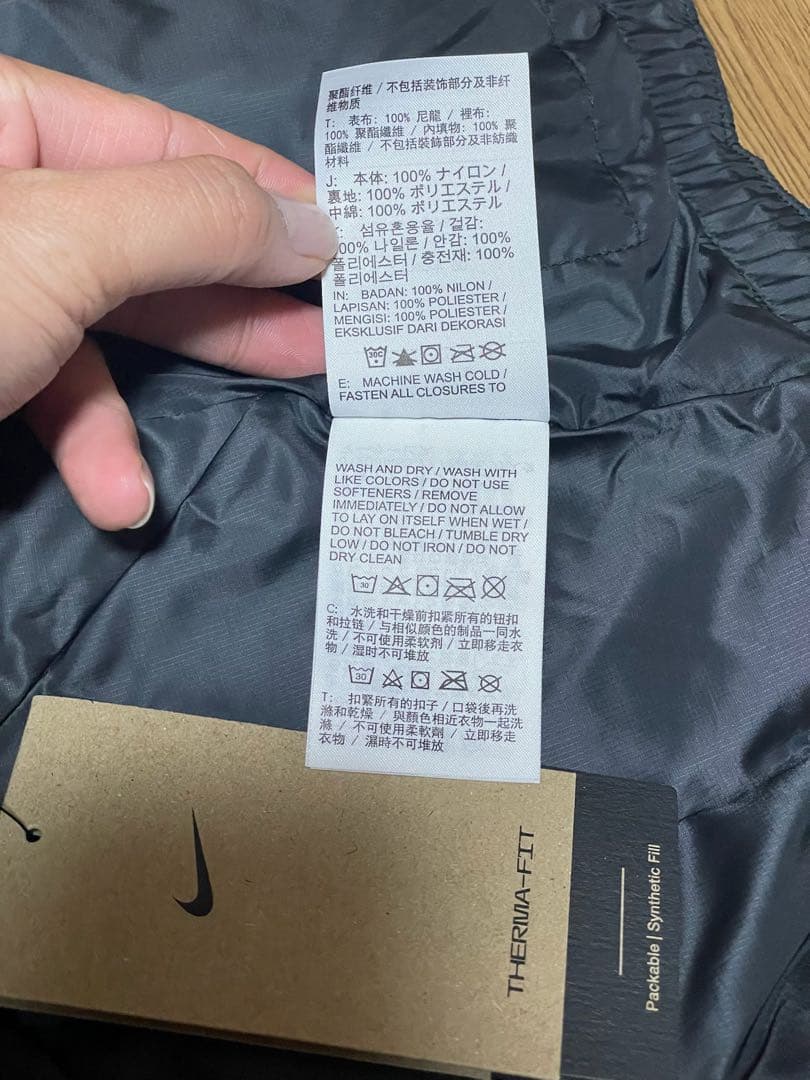 聚酯纤维 / 不包括装饰部分及非纤
维物质
T: 表布: 100% 尼龍 / 裡布:
100% 聚酯纖維 / 內填物: 100% 聚
酯纖維 / 不包括裝飾部分及非紡織
材料
J: 本体: 100% ナイロン /
裏地: 100% ポリエステル /
中綿: 100% ポリエステル
섬유혼용율 / 겉감:
00% 나일론 / 안감: 100%
폴리에스터 / 충전재: 100%
폴리에스터
IN: BADAN: 100% NILON /
LAPISAN: 100% POLIESTER /
MENGISI: 100% POLIESTER /
EKSKLUSIF DARI DEKORASI
30C
E: MACHINE WASH COLD /
FASTEN ALL CLOSURES TO
WASH AND DRY / WASH WITH
LIKE COLORS / DO NOT USE
SOFTENERS / REMOVE
IMMEDIATELY / DO NOT ALLOW
TO LAY ON ITSELF WHEN WET /
DO NOT BLEACH / TUMBLE DRY
LOW / DO NOT IRON / DO NOT
DRY CLEAN
30
C: 水洗和干燥前扣紧所有的钮扣
和拉链 / 与相似颜色的制品一同水
洗 / 不可使用柔软剂 / 立即移走衣
物 / 湿时不可堆放
30
T: 扣緊所有的扣子 / 口袋後再洗
滌和乾燥 / 與顏色相近衣物一起洗
滌 / 不可使用柔軟劑 / 立即移走
衣物 / 濕時不可堆放
THERMA-FIT
Packable | Synthetic Fill